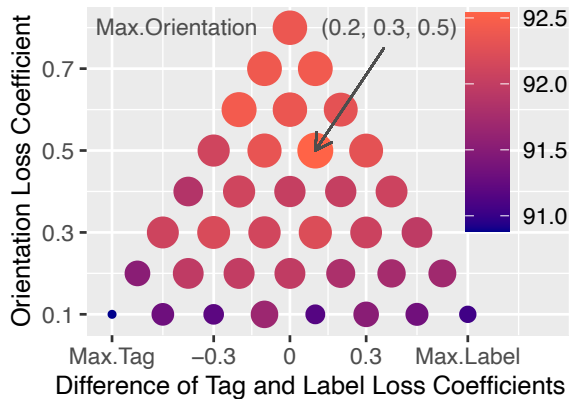 Max.Orientation (0.2, 0.3, 0.5)
92.5
92.0
91.5
91.0
Orientation Loss Coefficient
0.7
0.5
0.3
0.1
Max.Tag −0.3 0 0.3 Max.Label
Difference of Tag and Label Loss Coefficients